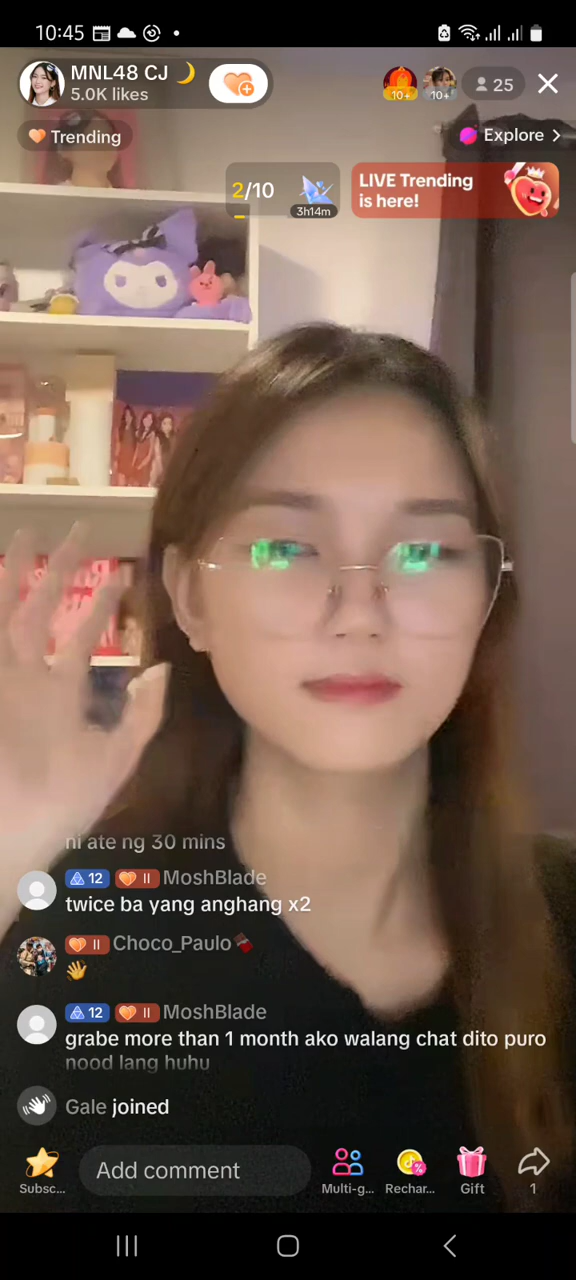 10:45
MNL48 CJ 🌙
5.0K likes
10+
10+
25
Trending
Explore >
2/10
3h14m
LIVE Trending
is here!
ni ate ng 30 mins
12 II MoshBlade
twice ba yang anghang x2
II Choco_Paulo🍫
👋
12 II MoshBlade
grabe more than 1 month ako walang chat dito puro
nood lang huhu
Gale joined
Add comment
Subsc...
Multi-g...
Rechar...
Gift
1